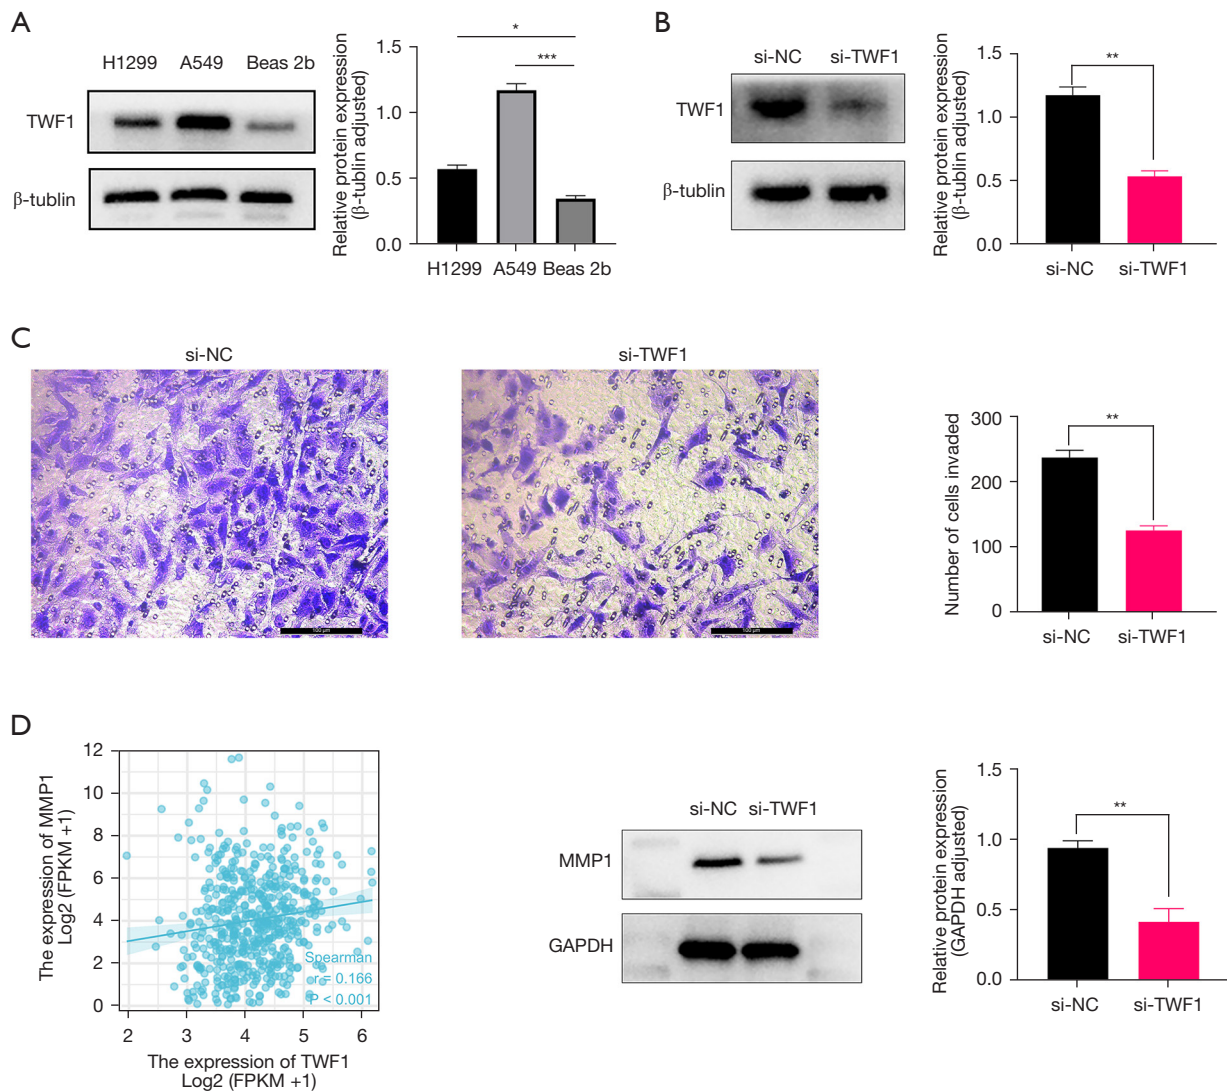 A
H1299 A549 Beas 2b
TWF1
β-tublin
Relative protein expression
(β-tublin adjusted)
1.5
1.0
0.5
0.0
*
***
H1299 A549 Beas 2b
B
si-NC si-TWF1
TWF1
β-tublin
Relative protein expression
(β-tublin adjusted)
1.5
1.0
0.5
0.0
**
si-NC si-TWF1
C
si-NC
100 μm
si-TWF1
100 μm
Number of cells invaded
300
200
100
0
**
si-NC si-TWF1
D
The expression of MMP1
Log2 (FPKM +1)
12
10
8
6
4
2
0
Spearman
r = 0.166
P < 0.001
2 3 4 5 6
The expression of TWF1
Log2 (FPKM +1)
si-NC si-TWF1
MMP1
GAPDH
Relative protein expression
(GAPDH adjusted)
1.5
1.0
0.5
0.0
**
si-NC si-TWF1